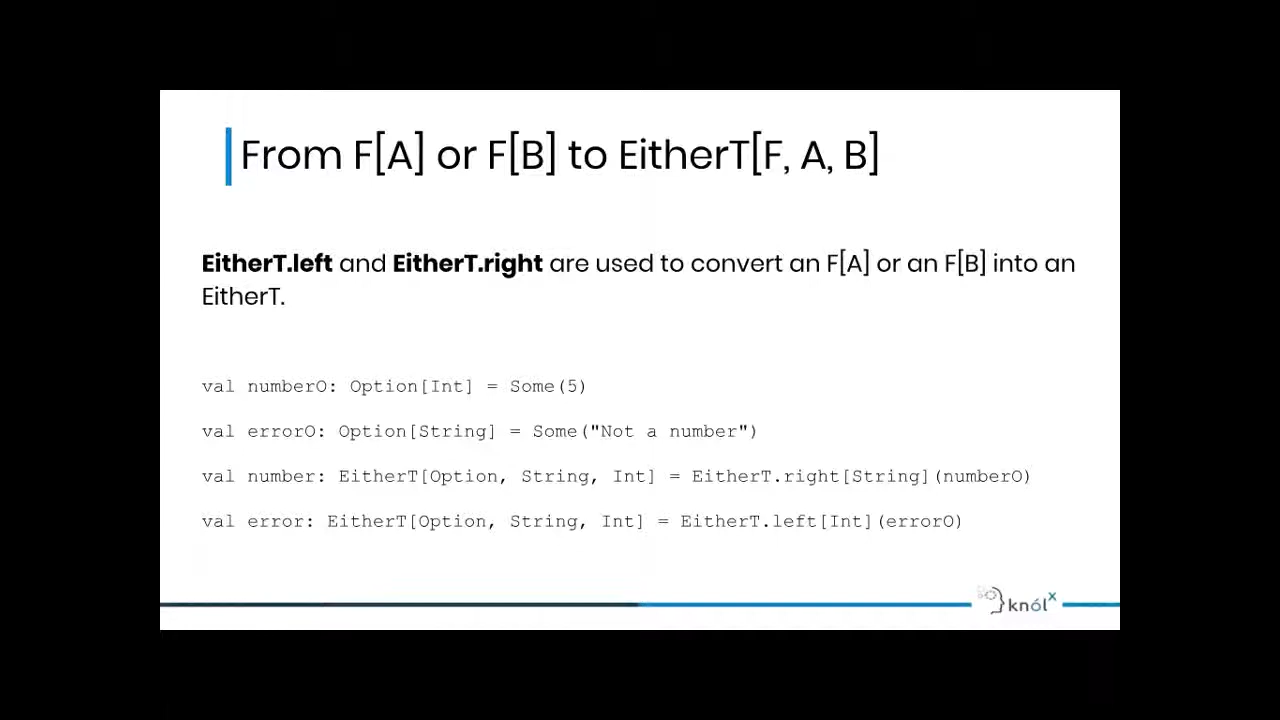 From F[A] or F[B] to EitherT[F, A, B]
EitherT.left and EitherT.right are used to convert an F[A] or an F[B] into an
EitherT.
val numberO: Option[Int] = Some(5)
val errorO: Option[String] = Some("Not a number")
val number: EitherT[Option, String, Int] = EitherT.right[String](numberO)
val error: EitherT[Option, String, Int] = EitherT.left[Int](errorO)
knólx